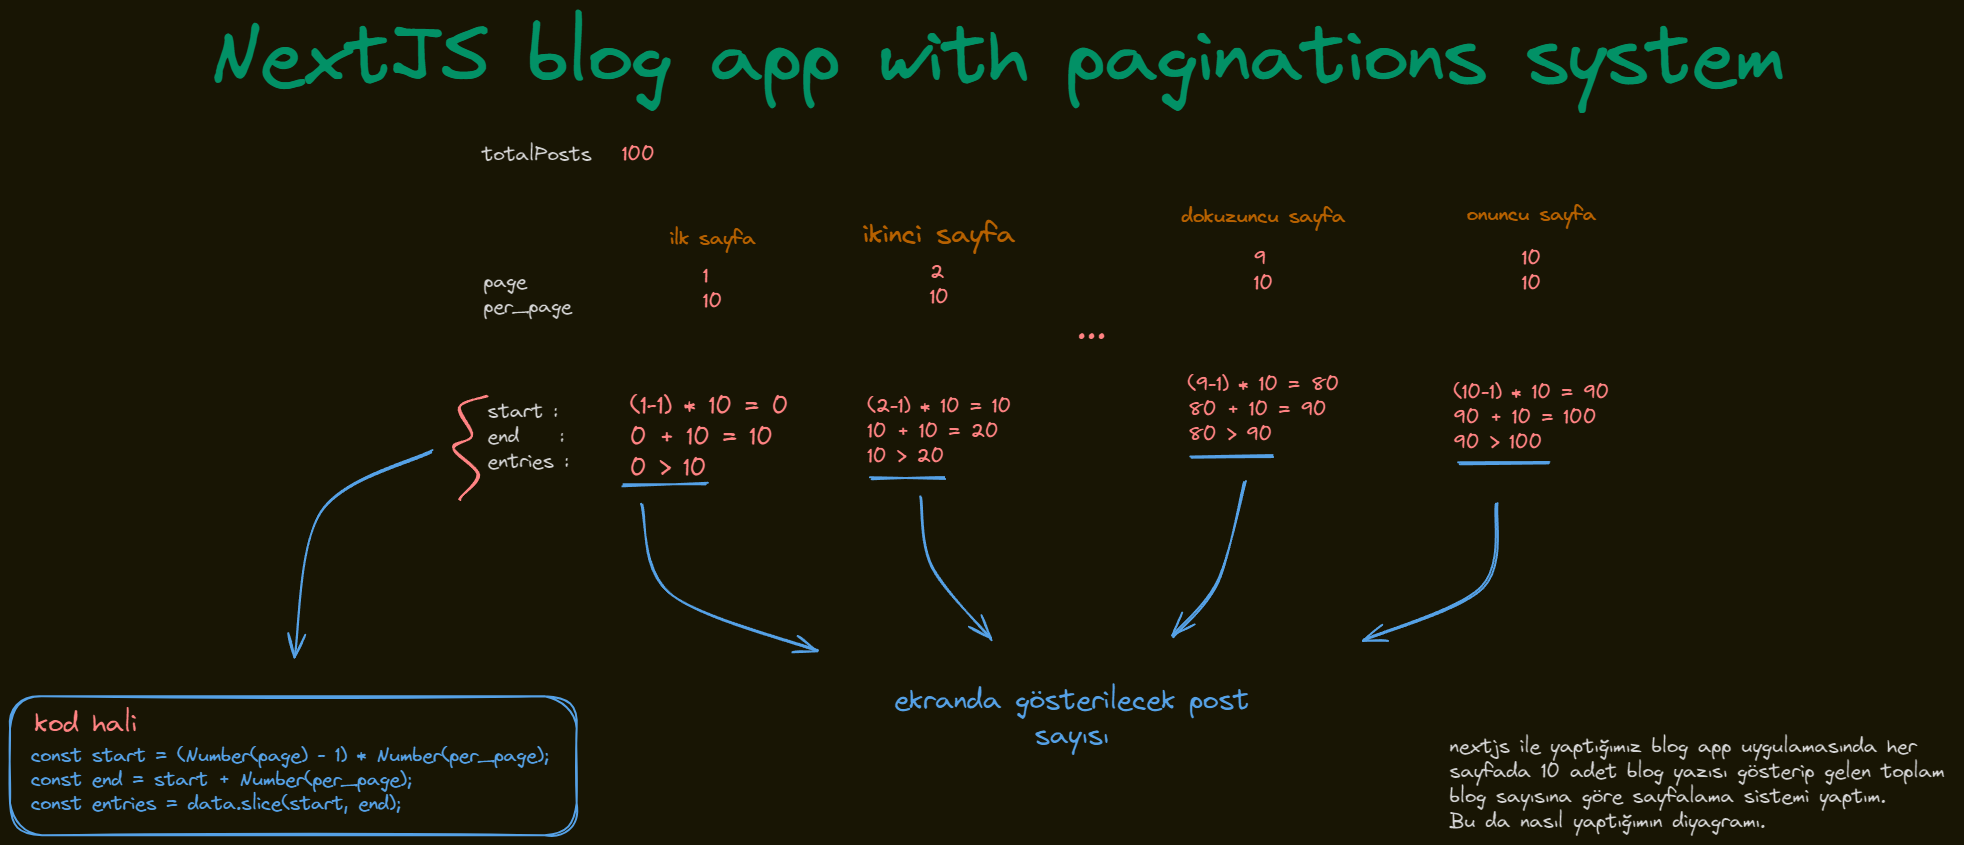 NextJS blog app with paginations system
totalPosts 100
ilk sayfa ikinci sayfa dokuzuncu sayfa onuncu sayfa
page 1 2 9 10
per_page 10 10 10 10
...
start : (1-1) * 10 = 0 (2-1) * 10 = 10 (9-1) * 10 = 80 (10-1) * 10 = 90
end : 0 + 10 = 10 10 + 10 = 20 80 + 10 = 90 90 + 10 = 100
entries : 0 > 10 10 > 20 80 > 90 90 > 100
ekranda gösterilecek post
sayısı
kod hali
const start = (Number(page) - 1) * Number(per_page);
const end = start + Number(per_page);
const entries = data.slice(start, end);
nextjs ile yaptığımız blog app uygulamasında her
sayfada 10 adet blog yazısı gösterip gelen toplam
blog sayısına göre sayfalama sistemi yaptım.
Bu da nasıl yaptığımın diyagramı.